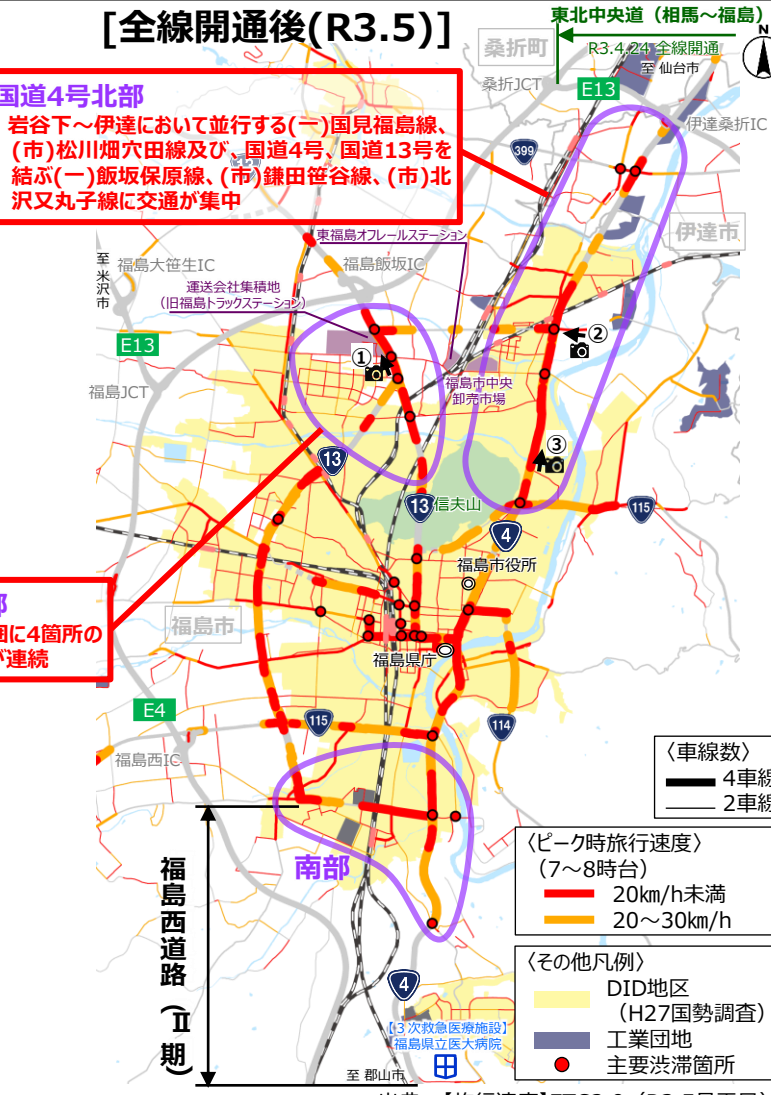 [全線開通後(R3.5)]
東北中央道（相馬～福島）
R3.4.24 全線開通
N
桑折町
至 仙台市
桑折JCT
E13
伊達桑折IC
国道4号北部
岩谷下～伊達において並行する(一)国見福島線、
(市)松川畑穴田線及び、国道4号、国道13号を
結ぶ(一)飯坂保原線、(市)鎌田笹谷線、(市)北
沢又丸子線に交通が集中
399
伊達市
東福島オフレールステーション
至 米沢市
福島大笹生IC
福島飯坂IC
運送会社集積地
（旧福島トラックステーション）
E13
①
②
福島市中央
卸売市場
福島JCT
③
13
13
信夫山
4
115
福島市役所
部
囲に4箇所の
が連続
福島市
福島県庁
E4
115
114
福島西IC
〈車線数〉
4車線
2車線
南部
〈ピーク時旅行速度〉
（7～8時台）
20km/h未満
20～30km/h
福島西道路（Ⅱ期）
〈その他凡例〉
DID地区
（H27国勢調査）
工業団地
主要渋滞箇所
4
【３次救急医療施設】
福島県立医大病院
至 郡山市